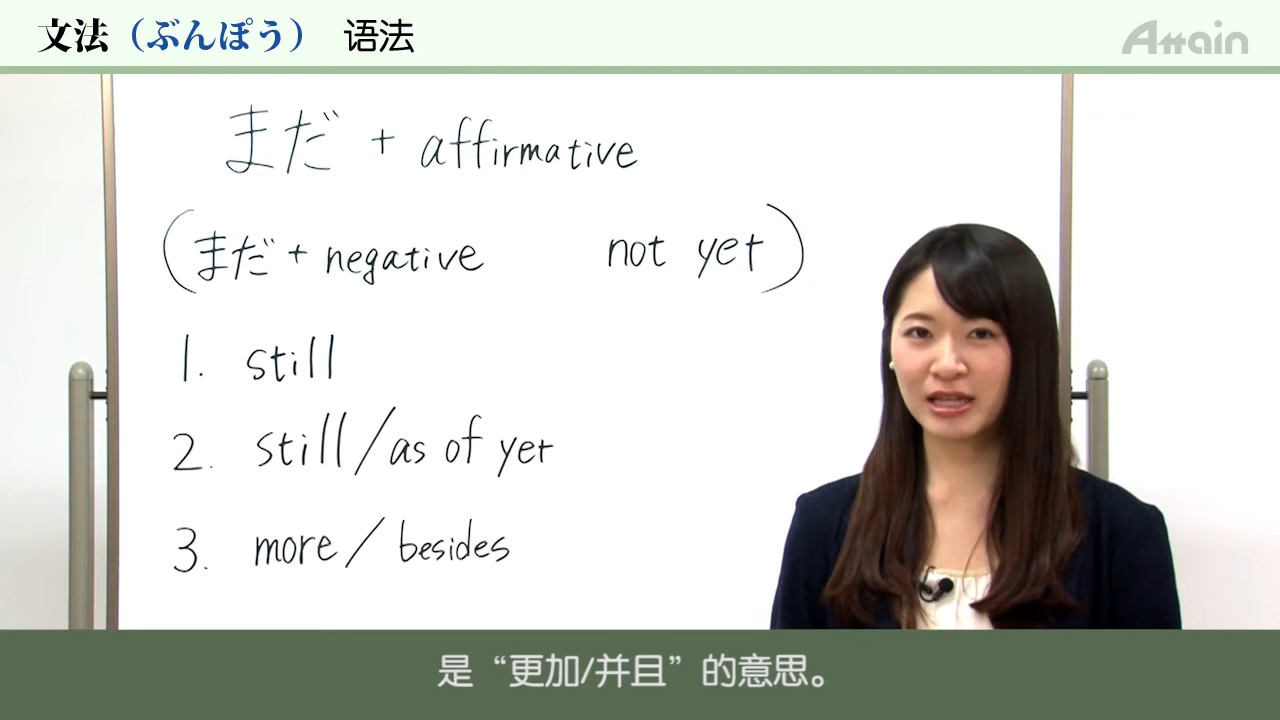 文法（ぶんぽう） 语法
Attain
まだ + affirmative
(まだ + negative not yet)
1. still
2. still/as of yet
3. more/besides
是“更加/并且”的意思。